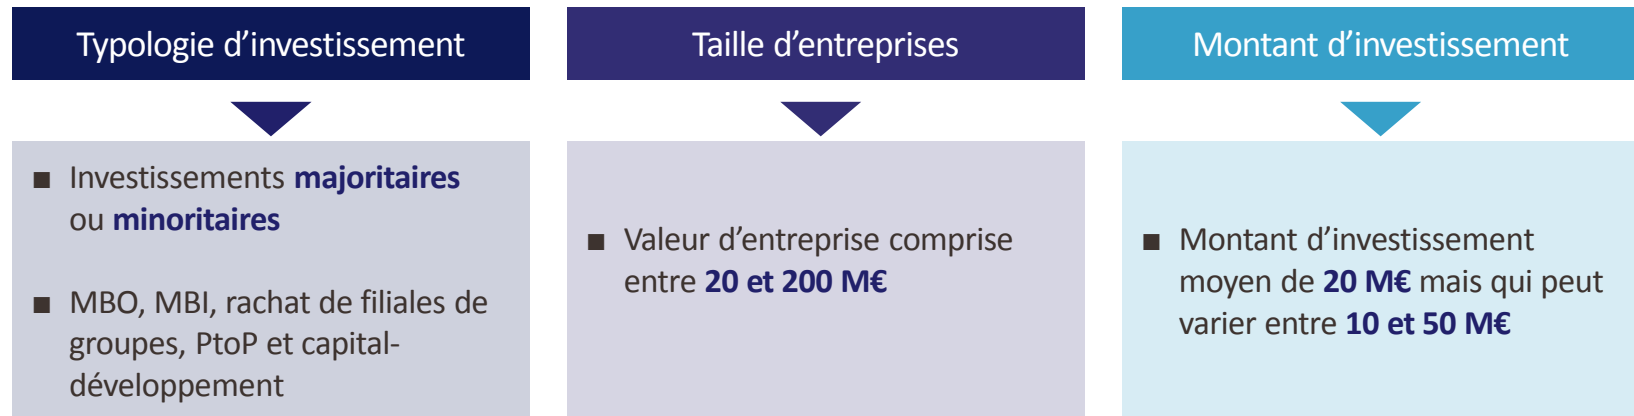 Typologie d’investissement
■ Investissements majoritaires
ou minoritaires
■ MBO, MBI, rachat de filiales de
groupes, PtoP et capital-
développement
Taille d’entreprises
■ Valeur d’entreprise comprise
entre 20 et 200 M€
Montant d’investissement
■ Montant d’investissement
moyen de 20 M€ mais qui peut
varier entre 10 et 50 M€